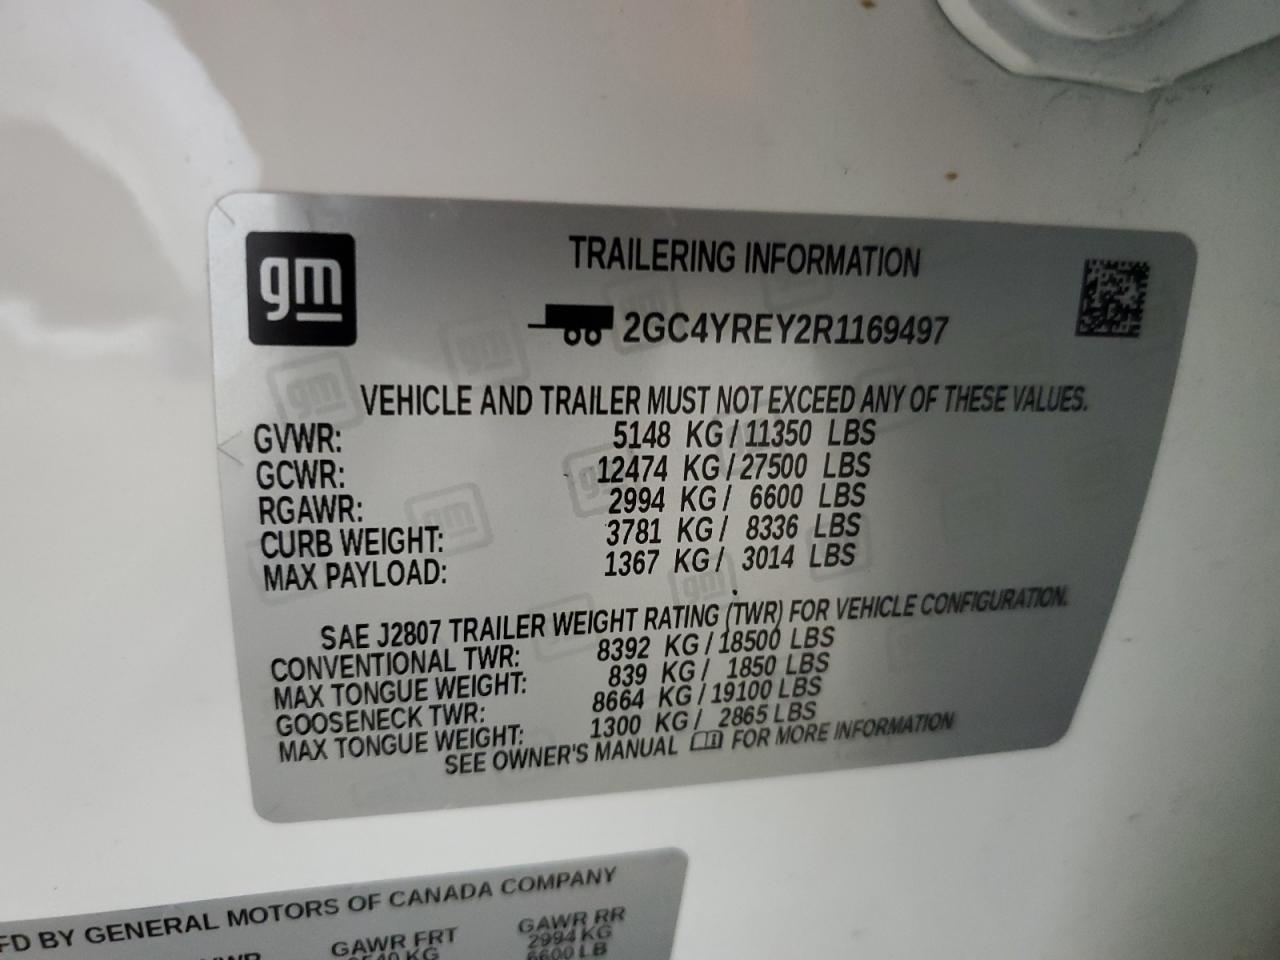 gm
TRAILERING INFORMATION
2GC4YREY2R1169497
VEHICLE AND TRAILER MUST NOT EXCEED ANY OF THESE VALUES.
GVWR: 5148 KG / 11350 LBS
GCWR: 12474 KG / 27500 LBS
RGAWR: 2994 KG / 6600 LBS
CURB WEIGHT: 3781 KG / 8336 LBS
MAX PAYLOAD: 1367 KG / 3014 LBS
SAE J2807 TRAILER WEIGHT RATING (TWR) FOR VEHICLE CONFIGURATION.
CONVENTIONAL TWR: 8392 KG / 18500 LBS
MAX TONGUE WEIGHT: 839 KG / 1850 LBS
GOOSENECK TWR: 8664 KG / 19100 LBS
MAX TONGUE WEIGHT: 1300 KG / 2865 LBS
SEE OWNER'S MANUAL FOR MORE INFORMATION
FD BY GENERAL MOTORS OF CANADA COMPANY
GAWR FRT GAWR RR
2994 KG
6600 LB